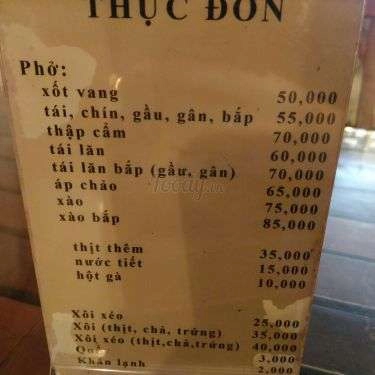 THỰC ĐƠN
Phở:
xốt vang 50,000
tái, chín, gầu, gân, bắp 55,000
thập cẩm 70,000
tái lăn 60,000
tái lăn bắp (gầu, gân) 70,000
áp chảo 65,000
xào 75,000
xào bắp 85,000
thịt thêm 35,000
nước tiết 15,000
hột gà 10,000
Xôi xéo 25,000
Xôi (thịt, chả, trứng) 35,000
Xôi xéo (thịt,chả,trứng) 40,000
Quẩy 3,000
Khăn lạnh 2,000